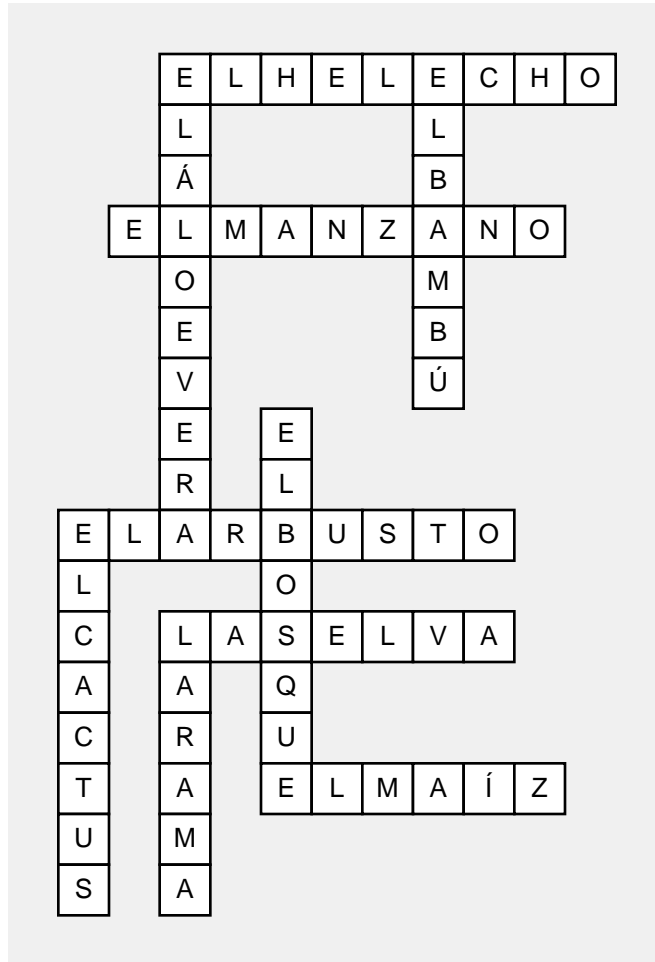 ELHELECHO
ELÁLOEVERA
ELBAMBÚ
ELMANZANO
ELBOSQUE
ELARBUSTO
ELCACTUS
LASELVA
LARAMA
ELMAÍZ